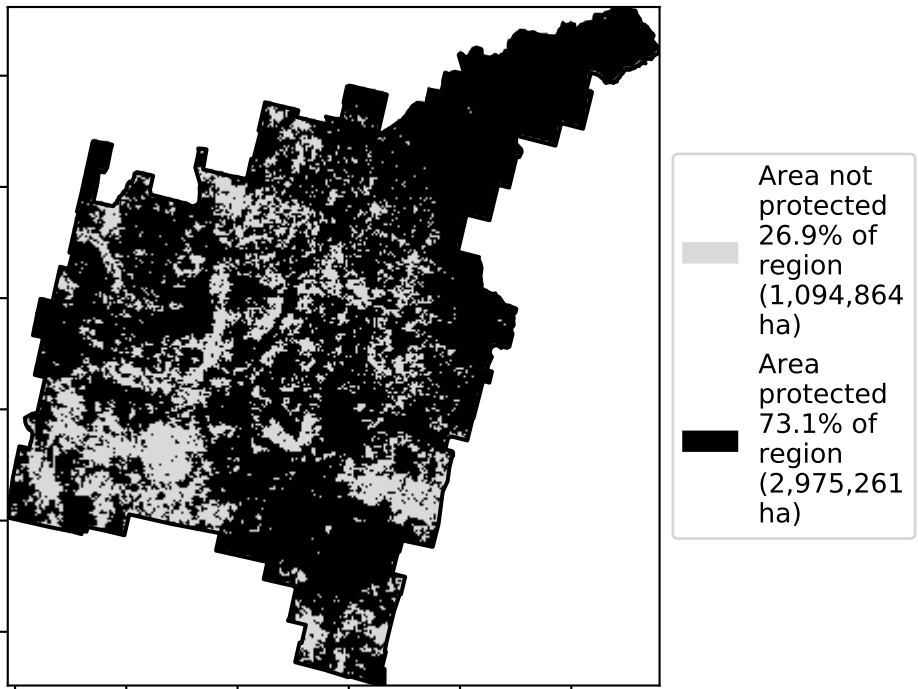 Area not
protected
26.9% of
region
(1,094,864
ha)
Area
protected
73.1% of
region
(2,975,261
ha)